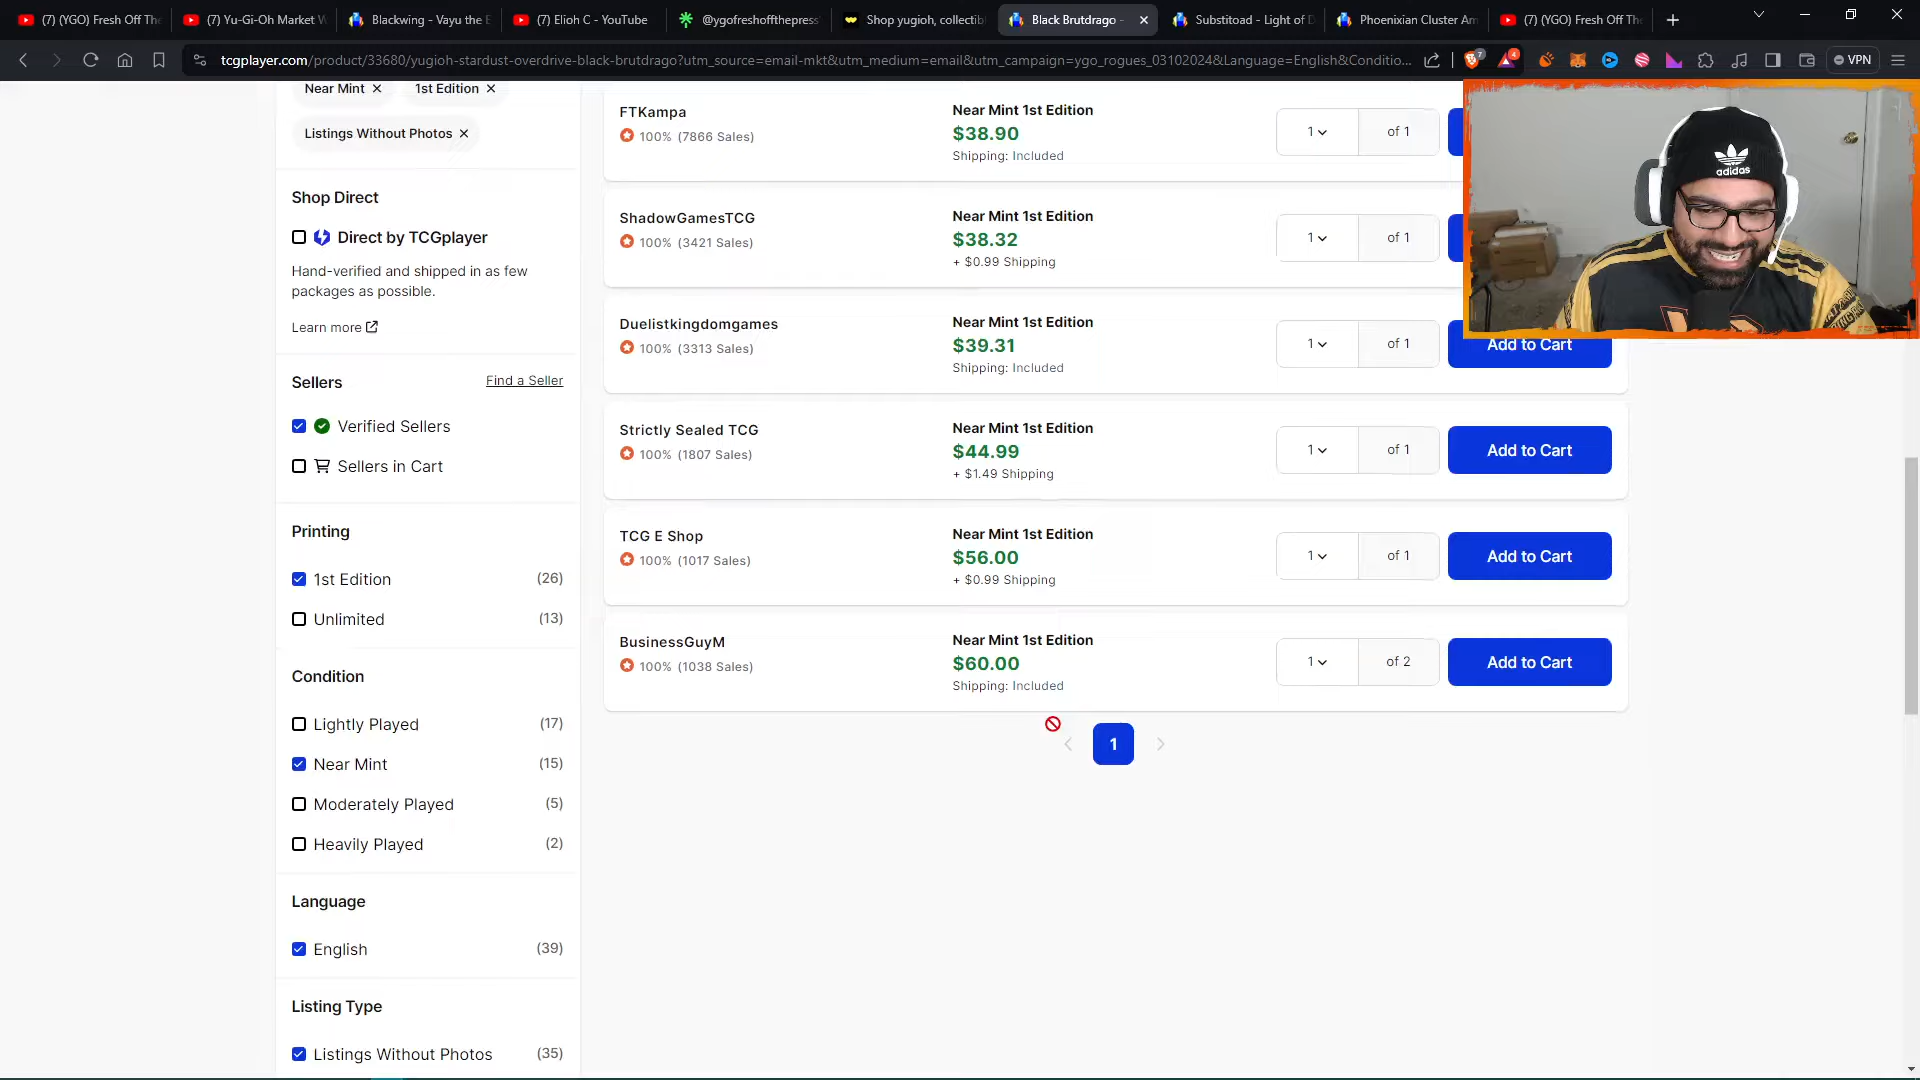 (7) (YGO) Fresh Off The
(7) Yu-Gi-Oh Market W
Blackwing - Vayu the E
(7) Elioh C - YouTube
@ygofreshoffthepress
Shop yugioh, collectib
Black Brutdrago -
Substitoad - Light of D
Phoenixian Cluster Am
(7) (YGO) Fresh Off The
tcgplayer.com/product/33680/yugioh-stardust-overdrive-black-brutdrago?utm_source=email-mkt&utm_medium=email&utm_campaign=ygo_rogues_03102024&Language=English&Conditio...
7
4
VPN
Near Mint
1st Edition
Listings Without Photos
Shop Direct
Direct by TCGplayer
Hand-verified and shipped in as few
packages as possible.
Learn more
Sellers
Find a Seller
Verified Sellers
Sellers in Cart
Printing
1st Edition (26)
Unlimited (13)
Condition
Lightly Played (17)
Near Mint (15)
Moderately Played (5)
Heavily Played (2)
Language
English (39)
Listing Type
Listings Without Photos (35)
FTKampa
100% (7866 Sales)
Near Mint 1st Edition
$38.90
Shipping: Included
1 of 1
ShadowGamesTCG
100% (3421 Sales)
Near Mint 1st Edition
$38.32
+ $0.99 Shipping
1 of 1
Duelistkingdomgames
100% (3313 Sales)
Near Mint 1st Edition
$39.31
Shipping: Included
1 of 1
Add to Cart
Strictly Sealed TCG
100% (1807 Sales)
Near Mint 1st Edition
$44.99
+ $1.49 Shipping
1 of 1
Add to Cart
TCG E Shop
100% (1017 Sales)
Near Mint 1st Edition
$56.00
+ $0.99 Shipping
1 of 1
Add to Cart
BusinessGuyM
100% (1038 Sales)
Near Mint 1st Edition
$60.00
Shipping: Included
1 of 2
Add to Cart
1
adidas